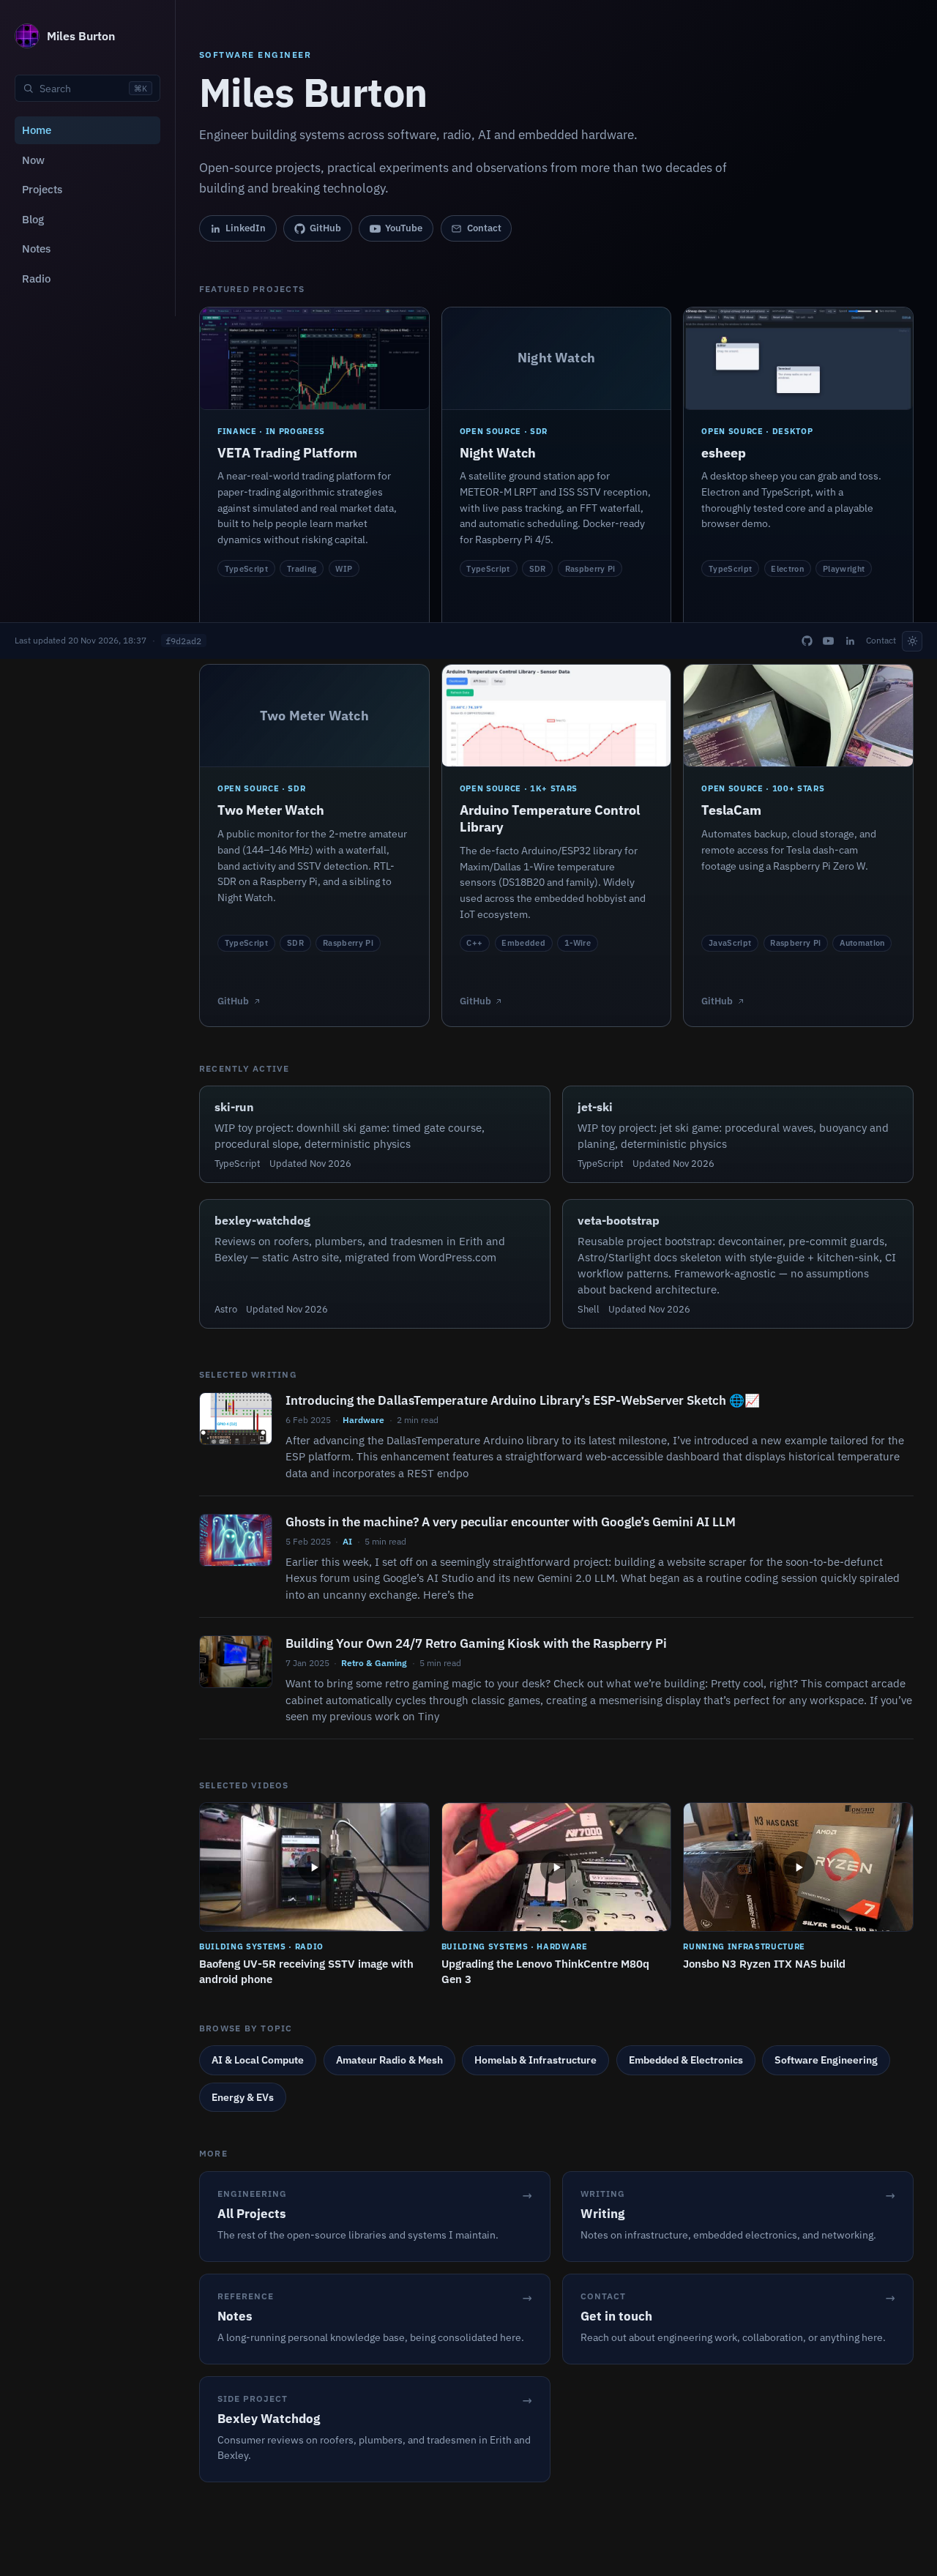 Miles Burton
Search
⌘K
Home
Now
Projects
Blog
Notes
Radio
SOFTWARE ENGINEER
Miles Burton
Engineer building systems across software, radio, AI and embedded hardware.
Open-source projects, practical experiments and observations from more than two decades of
building and breaking technology.
LinkedIn
GitHub
YouTube
Contact
FEATURED PROJECTS
FINANCE · IN PROGRESS
VETA Trading Platform
A near-real-world trading platform for
paper-trading algorithmic strategies
against simulated and real market data,
built to help people learn market
dynamics without risking capital.
TypeScript
Trading
WIP
Night Watch
OPEN SOURCE · SDR
Night Watch
A satellite ground station app for
METEOR-M LRPT and ISS SSTV reception,
with live pass tracking, an FFT waterfall,
and automatic scheduling. Docker-ready
for Raspberry Pi 4/5.
TypeScript
SDR
Raspberry Pi
OPEN SOURCE · DESKTOP
esheep
A desktop sheep you can grab and toss.
Electron and TypeScript, with a
thoroughly tested core and a playable
browser demo.
TypeScript
Electron
Playwright
Last updated 20 Nov 2026, 18:37 · f9d2ad2
Contact
Two Meter Watch
OPEN SOURCE · SDR
Two Meter Watch
A public monitor for the 2-metre amateur
band (144–146 MHz) with a waterfall,
band activity and SSTV detection. RTL-
SDR on a Raspberry Pi, and a sibling to
Night Watch.
TypeScript
SDR
Raspberry Pi
GitHub ↗
Arduino Temperature Control Library - Sensor Data
OPEN SOURCE · 1K+ STARS
Arduino Temperature Control
Library
The de-facto Arduino/ESP32 library for
Maxim/Dallas 1-Wire temperature
sensors (DS18B20 and family). Widely
used across the embedded hobbyist and
IoT ecosystem.
C++
Embedded
1-Wire
GitHub ↗
OPEN SOURCE · 100+ STARS
TeslaCam
Automates backup, cloud storage, and
remote access for Tesla dash-cam
footage using a Raspberry Pi Zero W.
JavaScript
Raspberry Pi
Automation
GitHub ↗
RECENTLY ACTIVE
ski-run
WIP toy project: downhill ski game: timed gate course,
procedural slope, deterministic physics
TypeScript Updated Nov 2026
jet-ski
WIP toy project: jet ski game: procedural waves, buoyancy and
planing, deterministic physics
TypeScript Updated Nov 2026
bexley-watchdog
Reviews on roofers, plumbers, and tradesmen in Erith and
Bexley — static Astro site, migrated from WordPress.com
Astro Updated Nov 2026
veta-bootstrap
Reusable project bootstrap: devcontainer, pre-commit guards,
Astro/Starlight docs skeleton with style-guide + kitchen-sink, CI
workflow patterns. Framework-agnostic — no assumptions
about backend architecture.
Shell Updated Nov 2026
SELECTED WRITING
Introducing the DallasTemperature Arduino Library’s ESP-WebServer Sketch 🌐📈
6 Feb 2025 · Hardware · 2 min read
After advancing the DallasTemperature Arduino library to its latest milestone, I’ve introduced a new example tailored for the
ESP platform. This enhancement features a straightforward web-accessible dashboard that displays historical temperature
data and incorporates a REST endpo
Ghosts in the machine? A very peculiar encounter with Google’s Gemini AI LLM
5 Feb 2025 · AI · 5 min read
Earlier this week, I set off on a seemingly straightforward project: building a website scraper for the soon-to-be-defunct
Hexus forum using Google’s AI Studio and its new Gemini 2.0 LLM. What began as a routine coding session quickly spiraled
into an uncanny exchange. Here’s the
Building Your Own 24/7 Retro Gaming Kiosk with the Raspberry Pi
7 Jan 2025 · Retro & Gaming · 5 min read
Want to bring some retro gaming magic to your desk? Check out what we’re building: Pretty cool, right? This compact arcade
cabinet automatically cycles through classic games, creating a mesmerising display that’s perfect for any workspace. If you’ve
seen my previous work on Tiny
SELECTED VIDEOS
BUILDING SYSTEMS · RADIO
Baofeng UV-5R receiving SSTV image with
android phone
BUILDING SYSTEMS · HARDWARE
Upgrading the Lenovo ThinkCentre M80q
Gen 3
N3 HAS CASE
AMD
RYZEN
7
RUNNING INFRASTRUCTURE
Jonsbo N3 Ryzen ITX NAS build
BROWSE BY TOPIC
AI & Local Compute
Amateur Radio & Mesh
Homelab & Infrastructure
Embedded & Electronics
Software Engineering
Energy & EVs
MORE
ENGINEERING →
All Projects
The rest of the open-source libraries and systems I maintain.
WRITING →
Writing
Notes on infrastructure, embedded electronics, and networking.
REFERENCE →
Notes
A long-running personal knowledge base, being consolidated here.
CONTACT →
Get in touch
Reach out about engineering work, collaboration, or anything here.
SIDE PROJECT →
Bexley Watchdog
Consumer reviews on roofers, plumbers, and tradesmen in Erith and
Bexley.